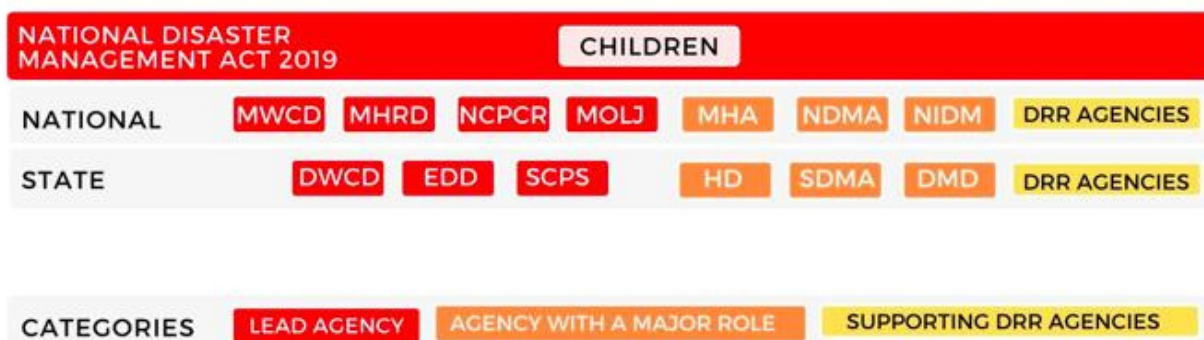 NATIONAL DISASTER
MANAGEMENT ACT 2019
CHILDREN
NATIONAL MWCD MHRD NCPCR MOLJ MHA NDMA NIDM DRR AGENCIES
STATE DWCD EDD SCPS HD SDMA DMD DRR AGENCIES
CATEGORIES LEAD AGENCY AGENCY WITH A MAJOR ROLE SUPPORTING DRR AGENCIES